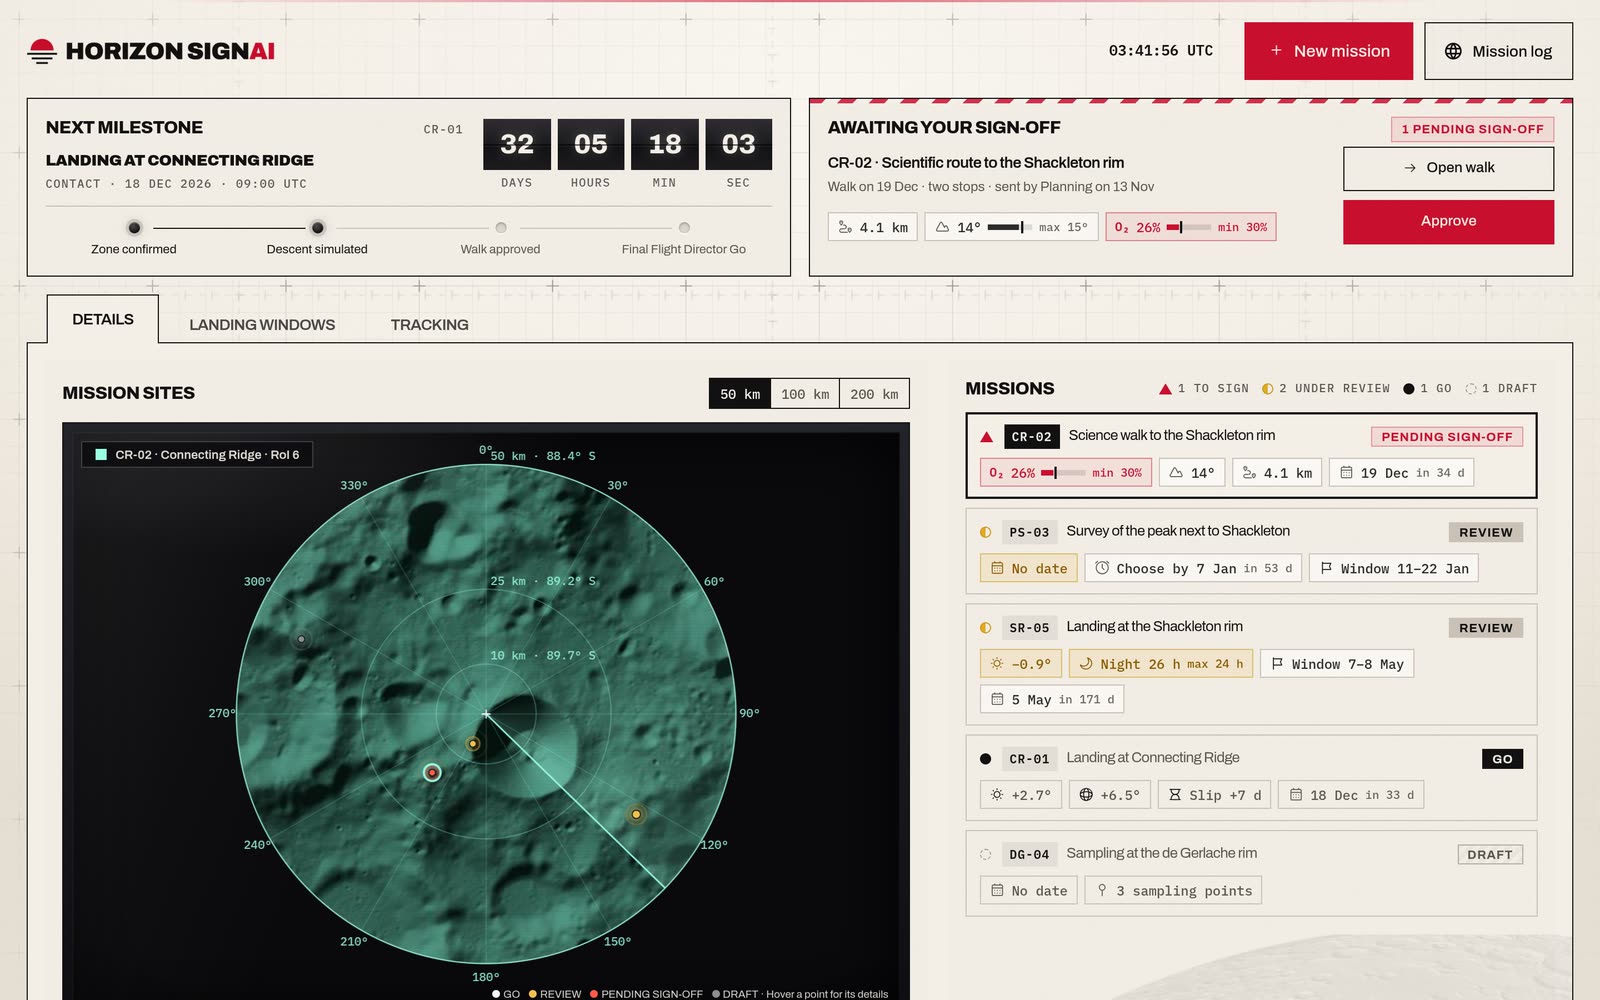 HORIZON SIGNAI
03:41:56 UTC
+ New mission
Mission log
NEXT MILESTONE
CR-01
LANDING AT CONNECTING RIDGE
CONTACT · 18 DEC 2026 · 09:00 UTC
32 05 18 03
DAYS HOURS MIN SEC
Zone confirmed
Descent simulated
Walk approved
Final Flight Director Go
AWAITING YOUR SIGN-OFF
1 PENDING SIGN-OFF
CR-02 · Scientific route to the Shackleton rim
Walk on 19 Dec · two stops · sent by Planning on 13 Nov
4.1 km
14° max 15°
O₂ 26% min 30%
→ Open walk
Approve
DETAILS
LANDING WINDOWS
TRACKING
MISSION SITES
50 km 100 km 200 km
CR-02 · Connecting Ridge · RoI 6
0°
50 km · 88.4° S
330°
30°
300°
25 km · 89.2° S
60°
10 km · 89.7° S
270°
90°
240°
120°
210°
150°
180°
GO REVIEW PENDING SIGN-OFF DRAFT · Hover a point for its details
MISSIONS
1 TO SIGN 2 UNDER REVIEW 1 GO 1 DRAFT
CR-02 Science walk to the Shackleton rim PENDING SIGN-OFF
O₂ 26% min 30% 14° 4.1 km 19 Dec in 34 d
PS-03 Survey of the peak next to Shackleton REVIEW
No date Choose by 7 Jan in 53 d Window 11–22 Jan
SR-05 Landing at the Shackleton rim REVIEW
−0.9° Night 26 h max 24 h Window 7–8 May
5 May in 171 d
CR-01 Landing at Connecting Ridge GO
+2.7° +6.5° Slip +7 d 18 Dec in 33 d
DG-04 Sampling at the de Gerlache rim DRAFT
No date 3 sampling points